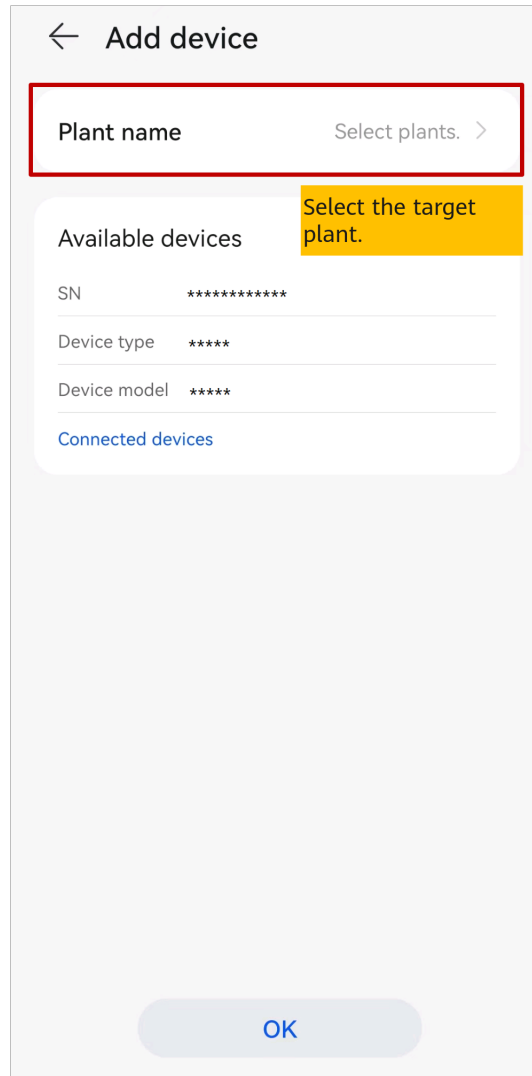 Add device
Plant name
Select plants.
Select the target
plant.
Available devices
SN ************
Device type *****
Device model *****
Connected devices
OK